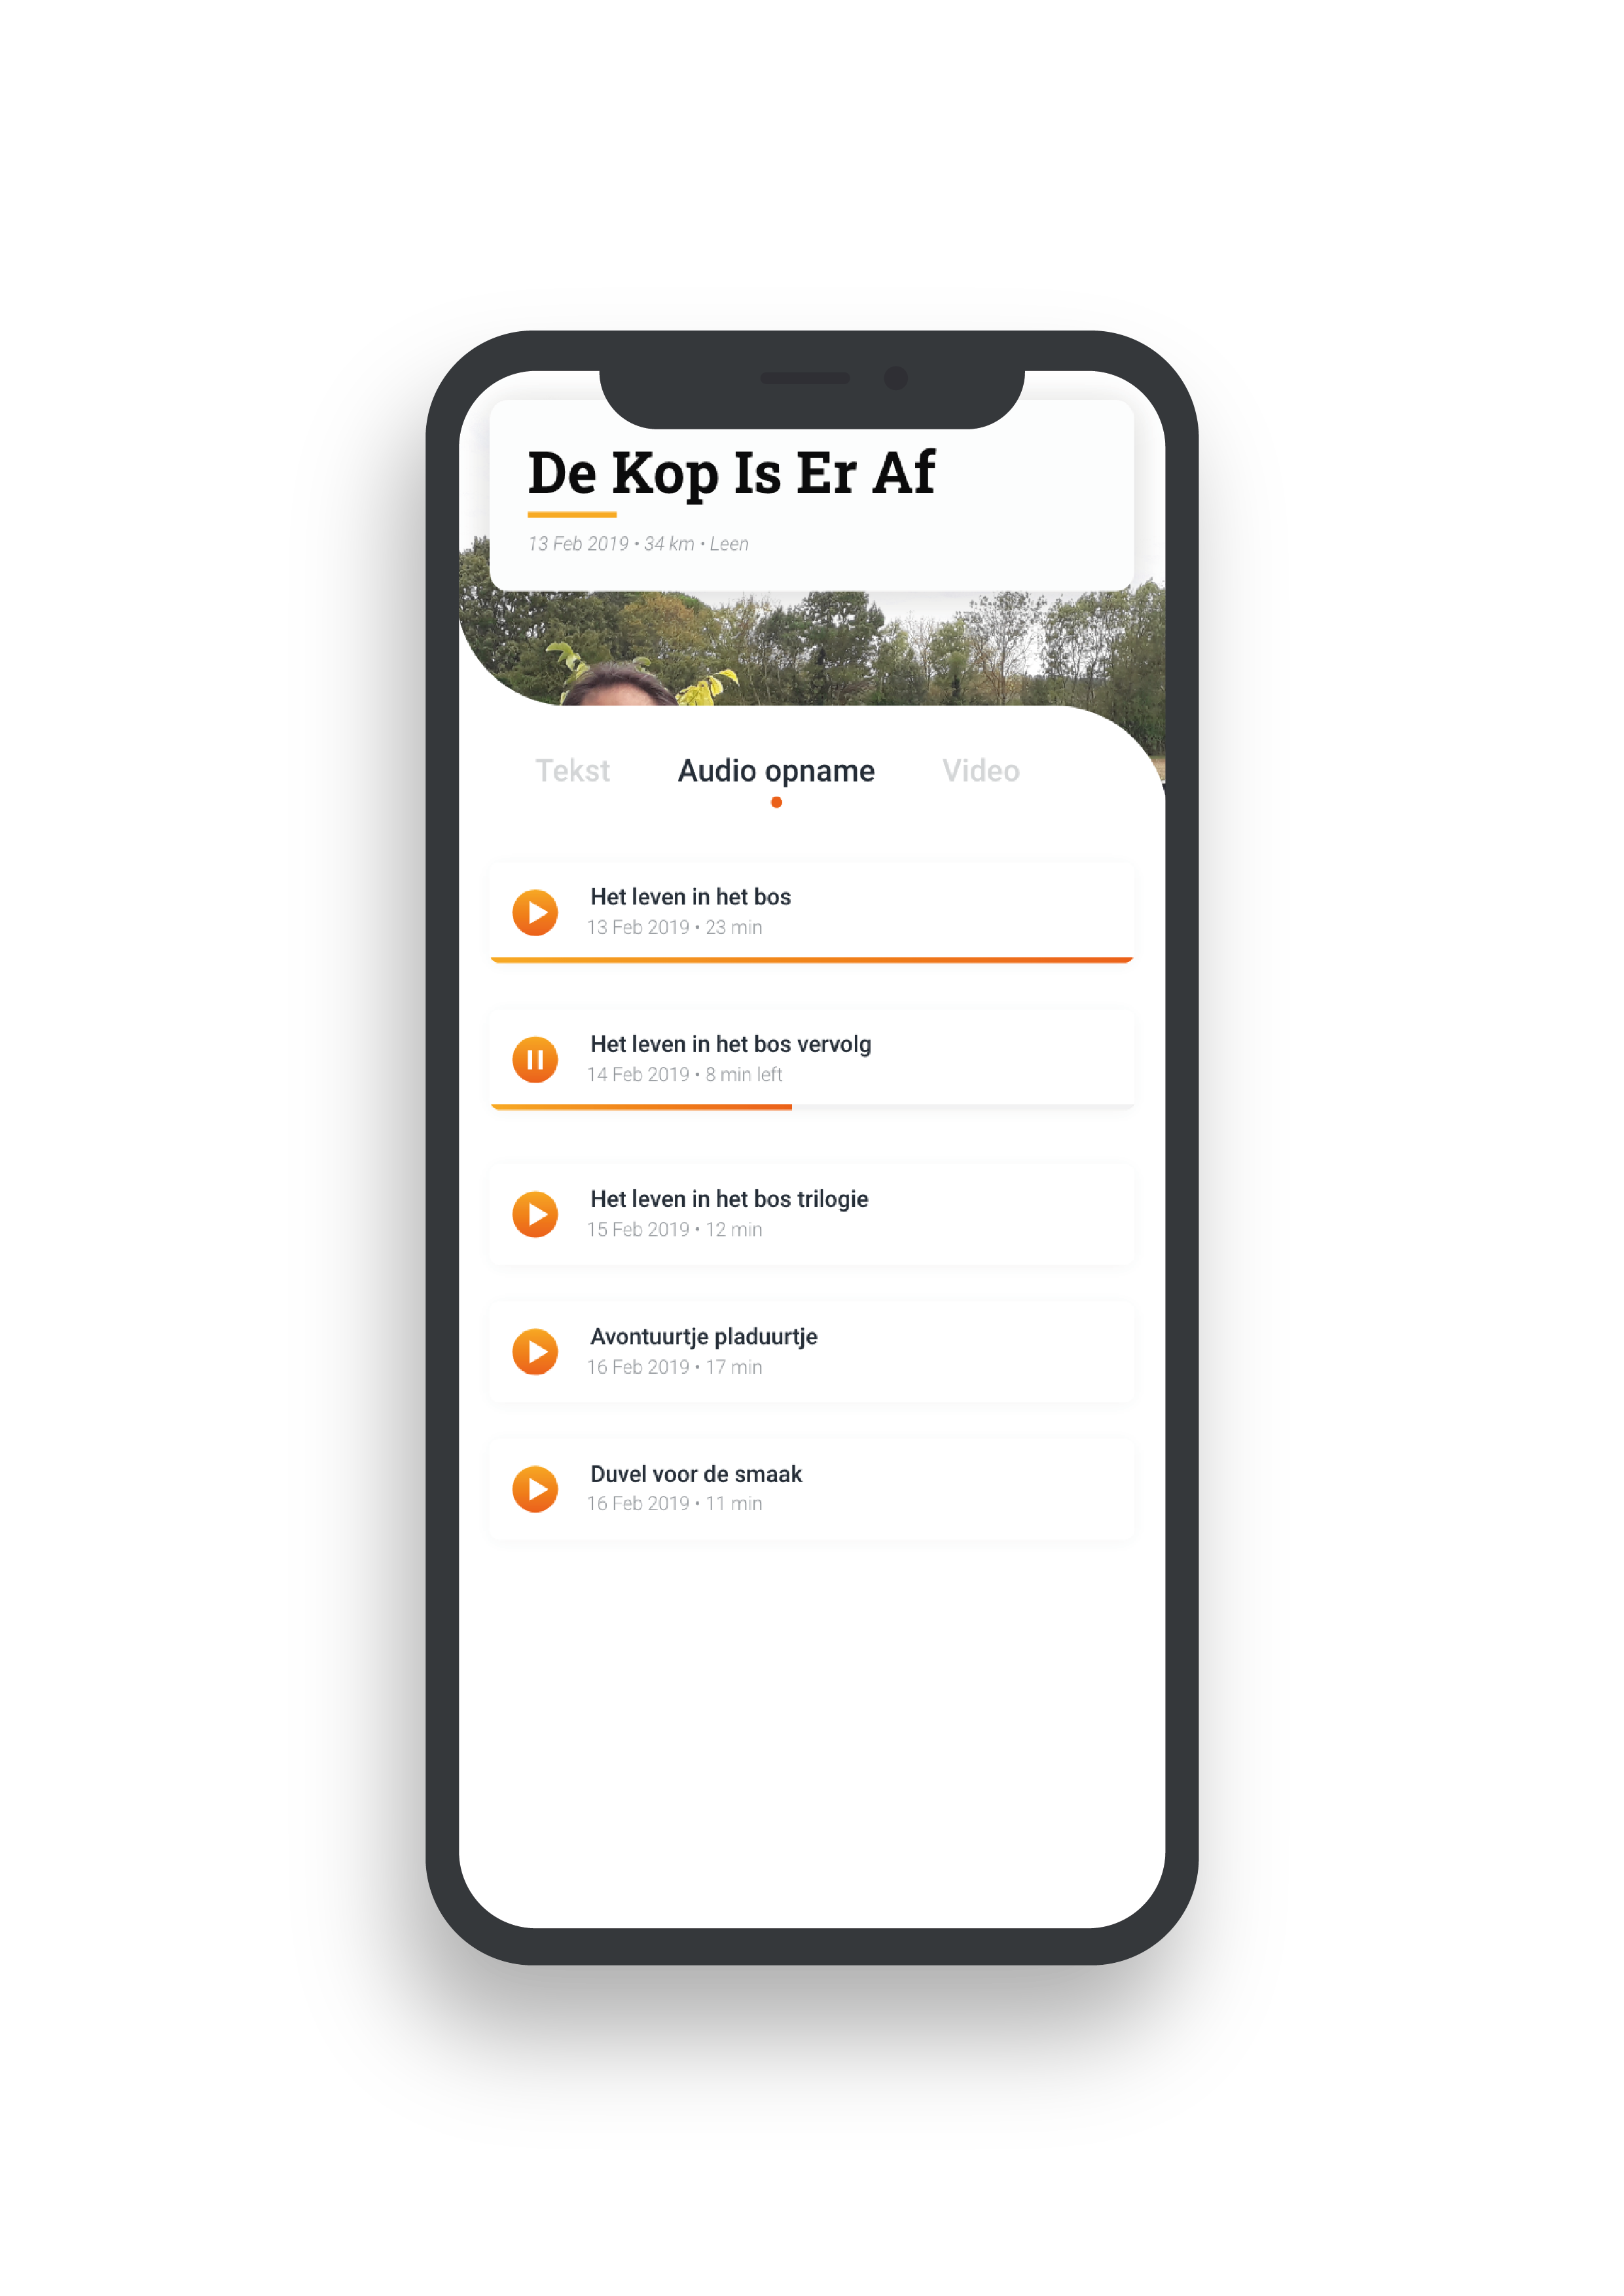 De Kop Is Er Af
13 Feb 2019 • 34 km • Leen
Tekst
Audio opname
Video
Het leven in het bos
13 Feb 2019 • 23 min
Het leven in het bos vervolg
14 Feb 2019 • 8 min left
Het leven in het bos trilogie
15 Feb 2019 • 12 min
Avontuurtje pladuurtje
16 Feb 2019 • 17 min
Duvel voor de smaak
16 Feb 2019 • 11 min